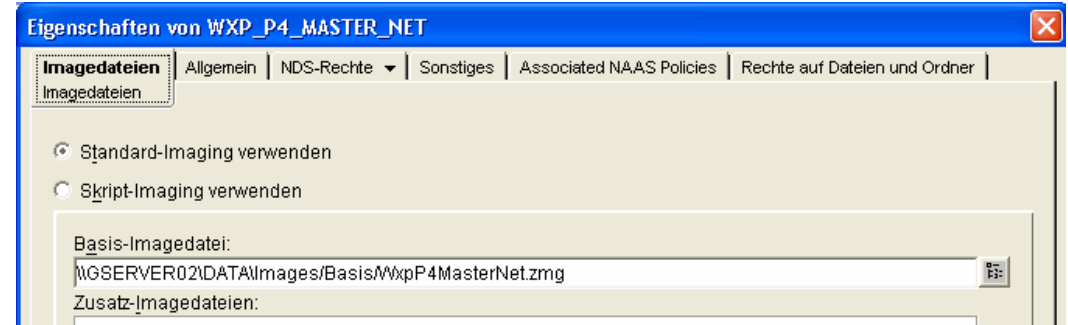 Eigenschaften von WXP_P4_MASTER_NET
Imagedateien Allgemein NDS-Rechte Sonstiges Associated NAAS Policies Rechte auf Dateien und Ordner
Imagedateien
Standard-Imaging verwenden
Skript-Imaging verwenden
Basis-Imagedatei:
\\GSERVER02\DATA\Images/Basis/WxpP4MasterNet.zmg
Zusatz-Imagedateien: